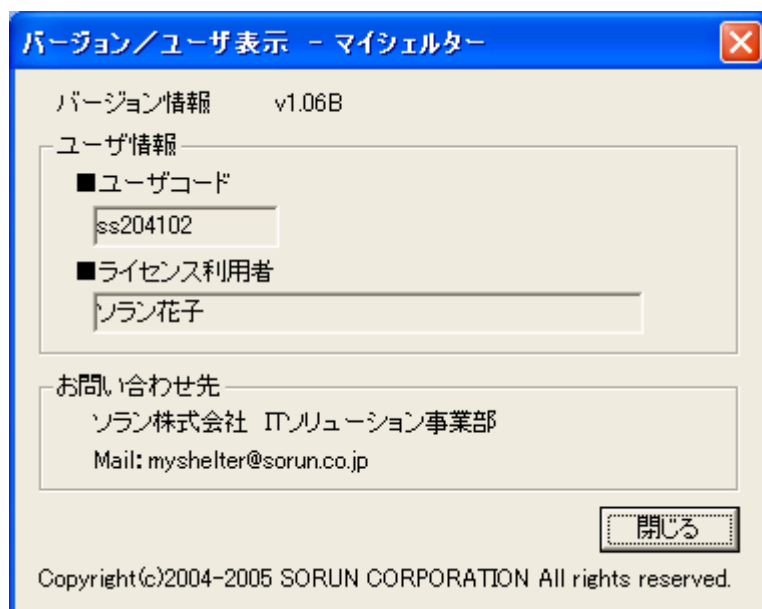 バージョン／ユーザ表示 － マイシェルター
バージョン情報 v1.06B
ユーザ情報
■ユーザコード
ss204102
■ライセンス利用者
ソラン花子
お問い合わせ先
ソラン株式会社 ITソリューション事業部
Mail: myshelter@sorun.co.jp
閉じる
Copyright(c)2004-2005 SORUN CORPORATION All rights reserved.